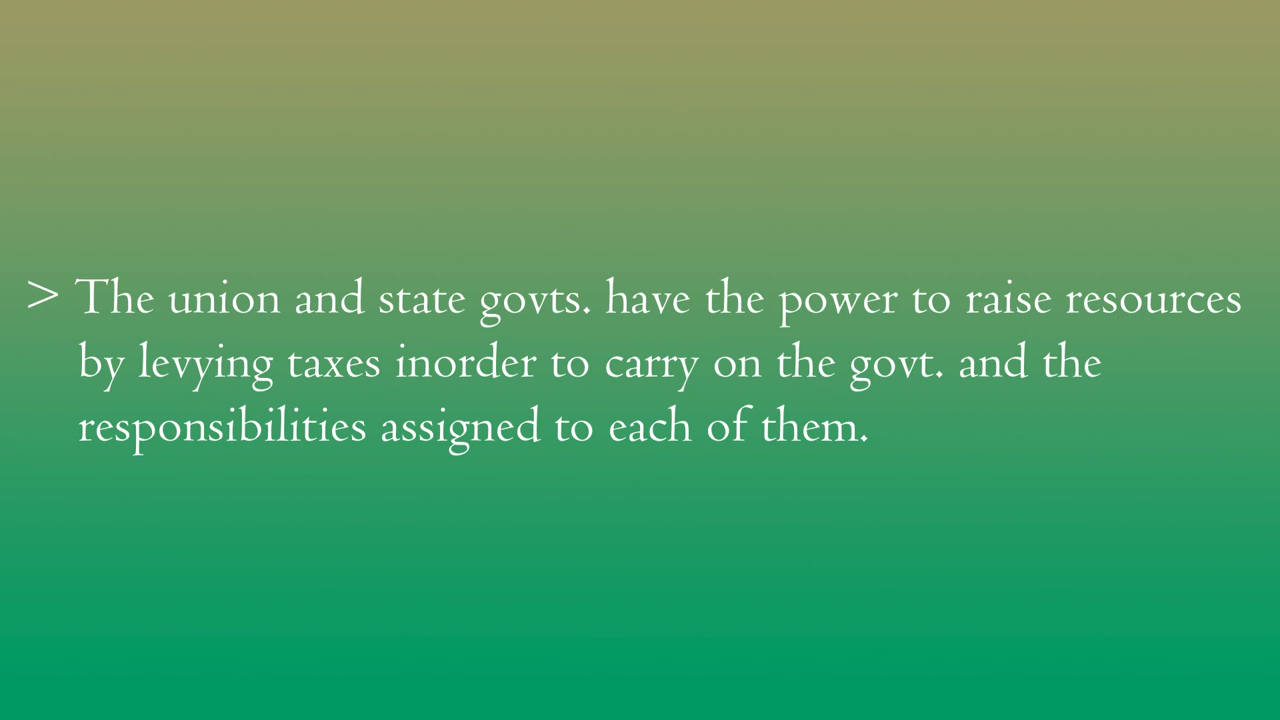 > The union and state govts. have the power to raise resources
by levying taxes inorder to carry on the govt. and the
responsibilities assigned to each of them.